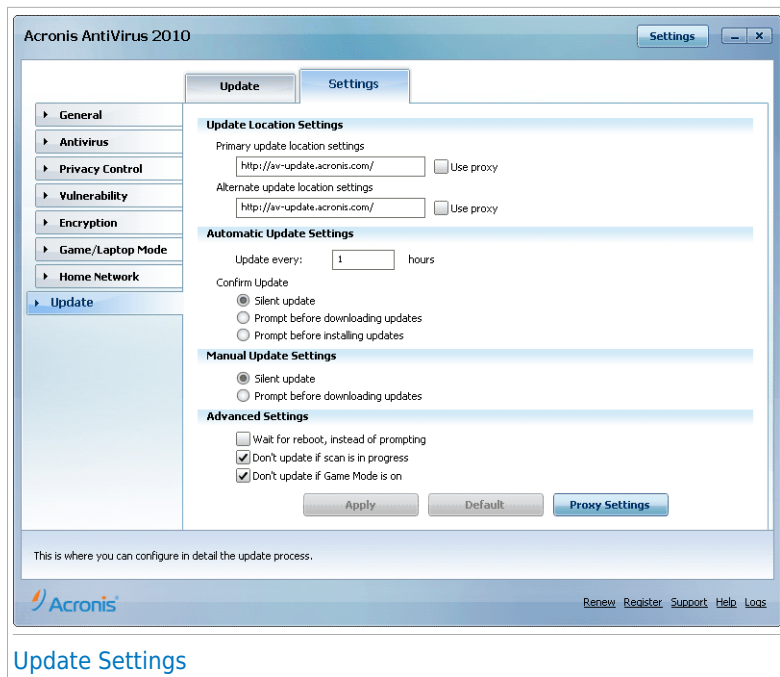 Acronis AntiVirus 2010
Settings
Update
Settings
General
Antivirus
Privacy Control
Vulnerability
Encryption
Game/Laptop Mode
Home Network
Update
Update Location Settings
Primary update location settings
http://av-update.acronis.com/ Use proxy
Alternate update location settings
http://av-update.acronis.com/ Use proxy
Automatic Update Settings
Update every: 1 hours
Confirm Update
Silent update
Prompt before downloading updates
Prompt before installing updates
Manual Update Settings
Silent update
Prompt before downloading updates
Advanced Settings
Wait for reboot, instead of prompting
Don't update if scan is in progress
Don't update if Game Mode is on
Apply Default Proxy Settings
This is where you can configure in detail the update process.
Acronis
Renew Register Support Help Logs
Update Settings